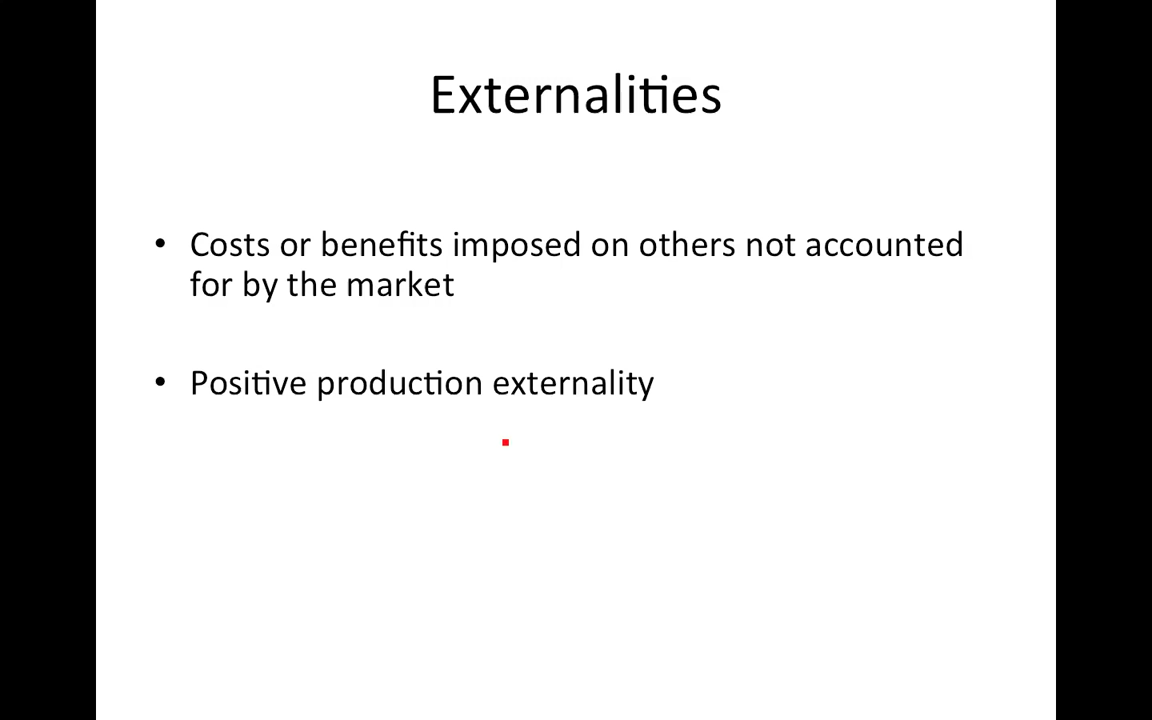 Externalities
• Costs or benefits imposed on others not accounted
for by the market
• Positive production externality